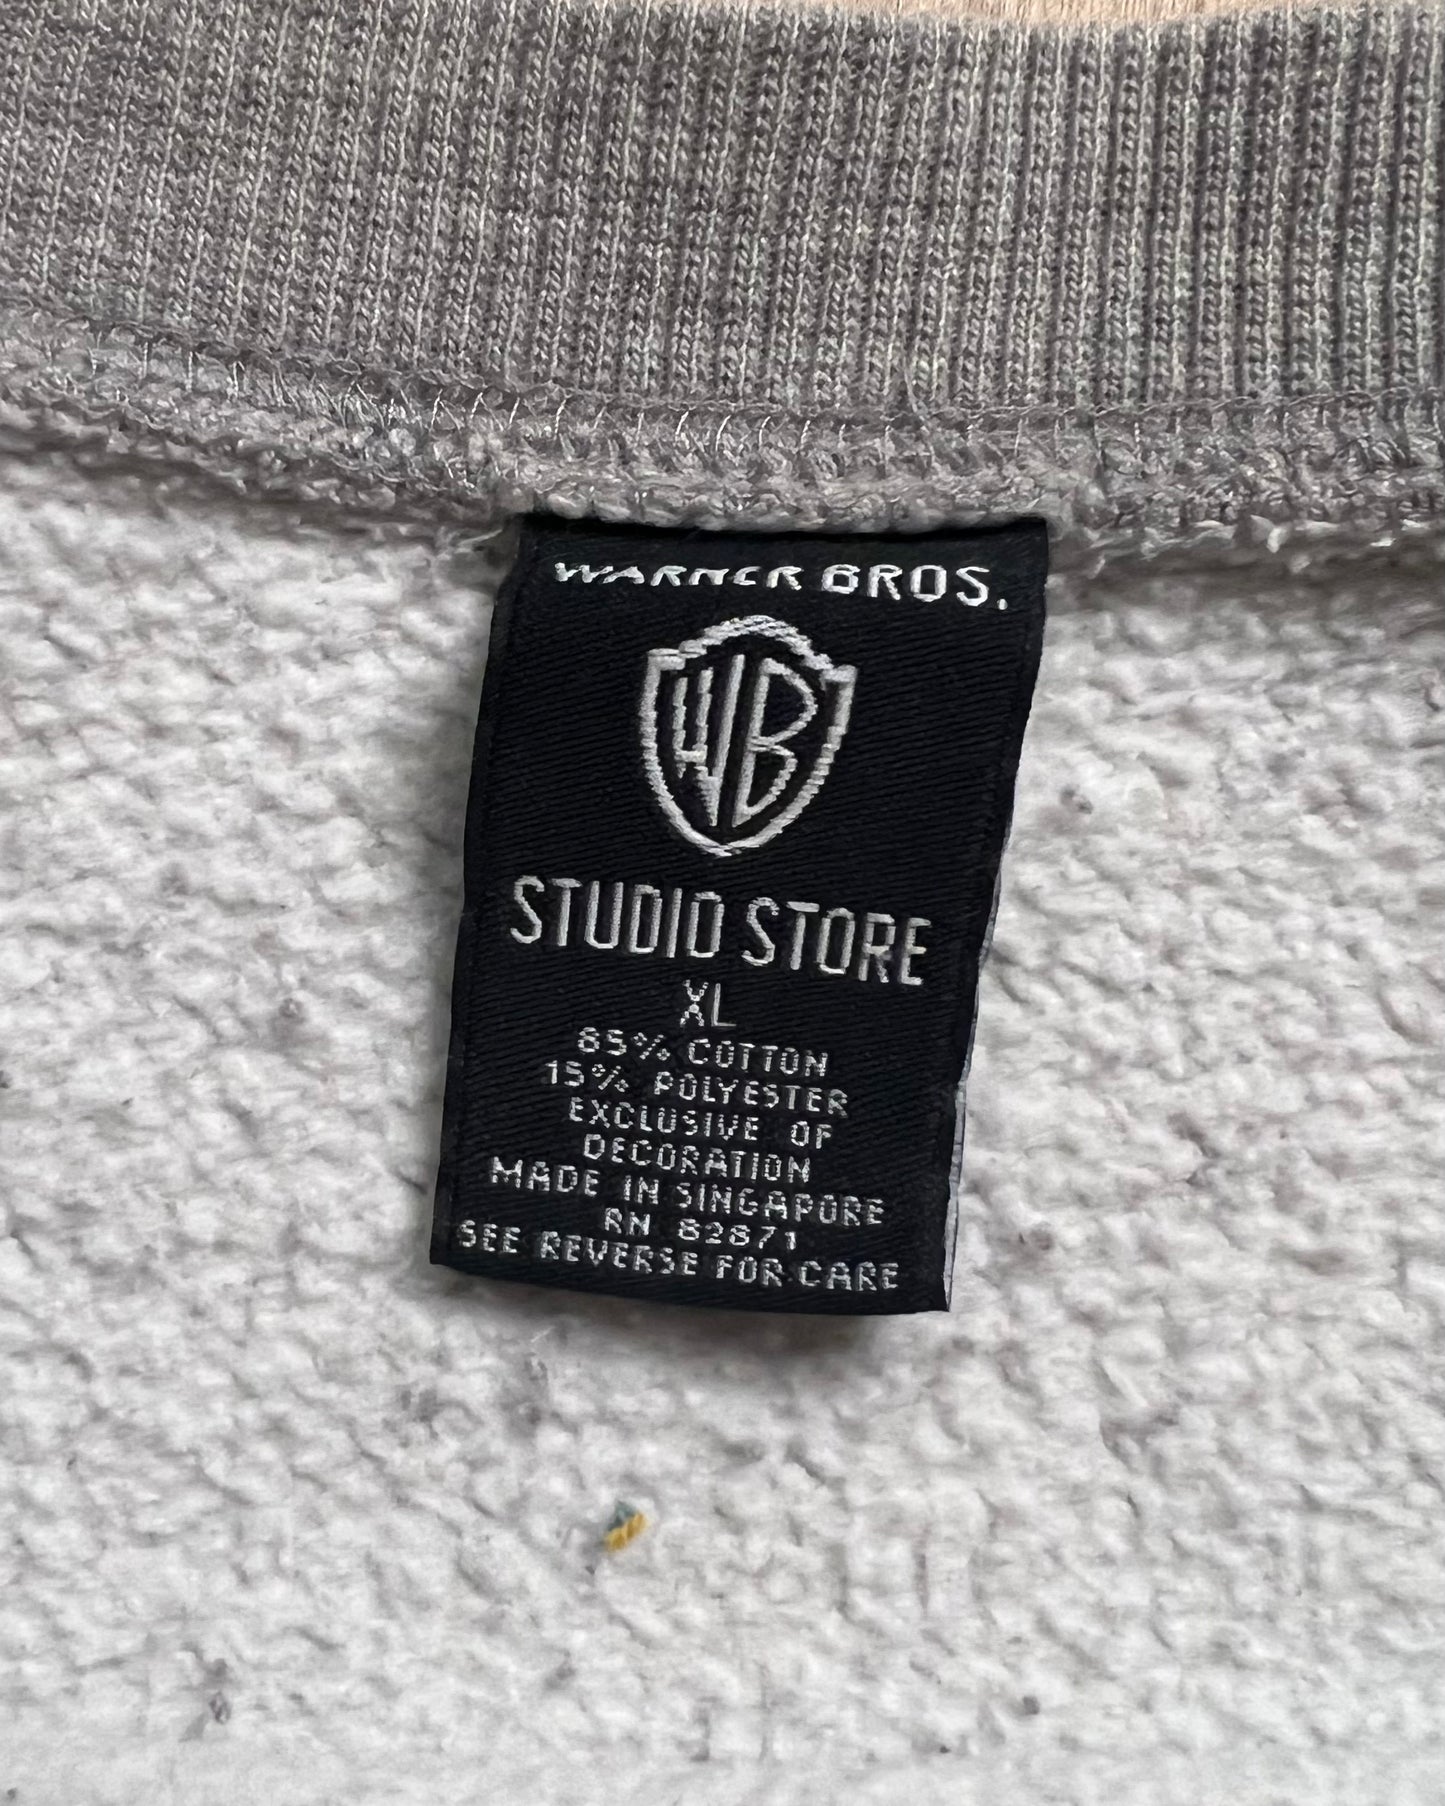 WARNER BROS.
WB
STUDIO STORE
XL
85% COTTON
15% POLYESTER
EXCLUSIVE OF
DECORATION
MADE IN SINGAPORE
RN 82871
SEE REVERSE FOR CARE